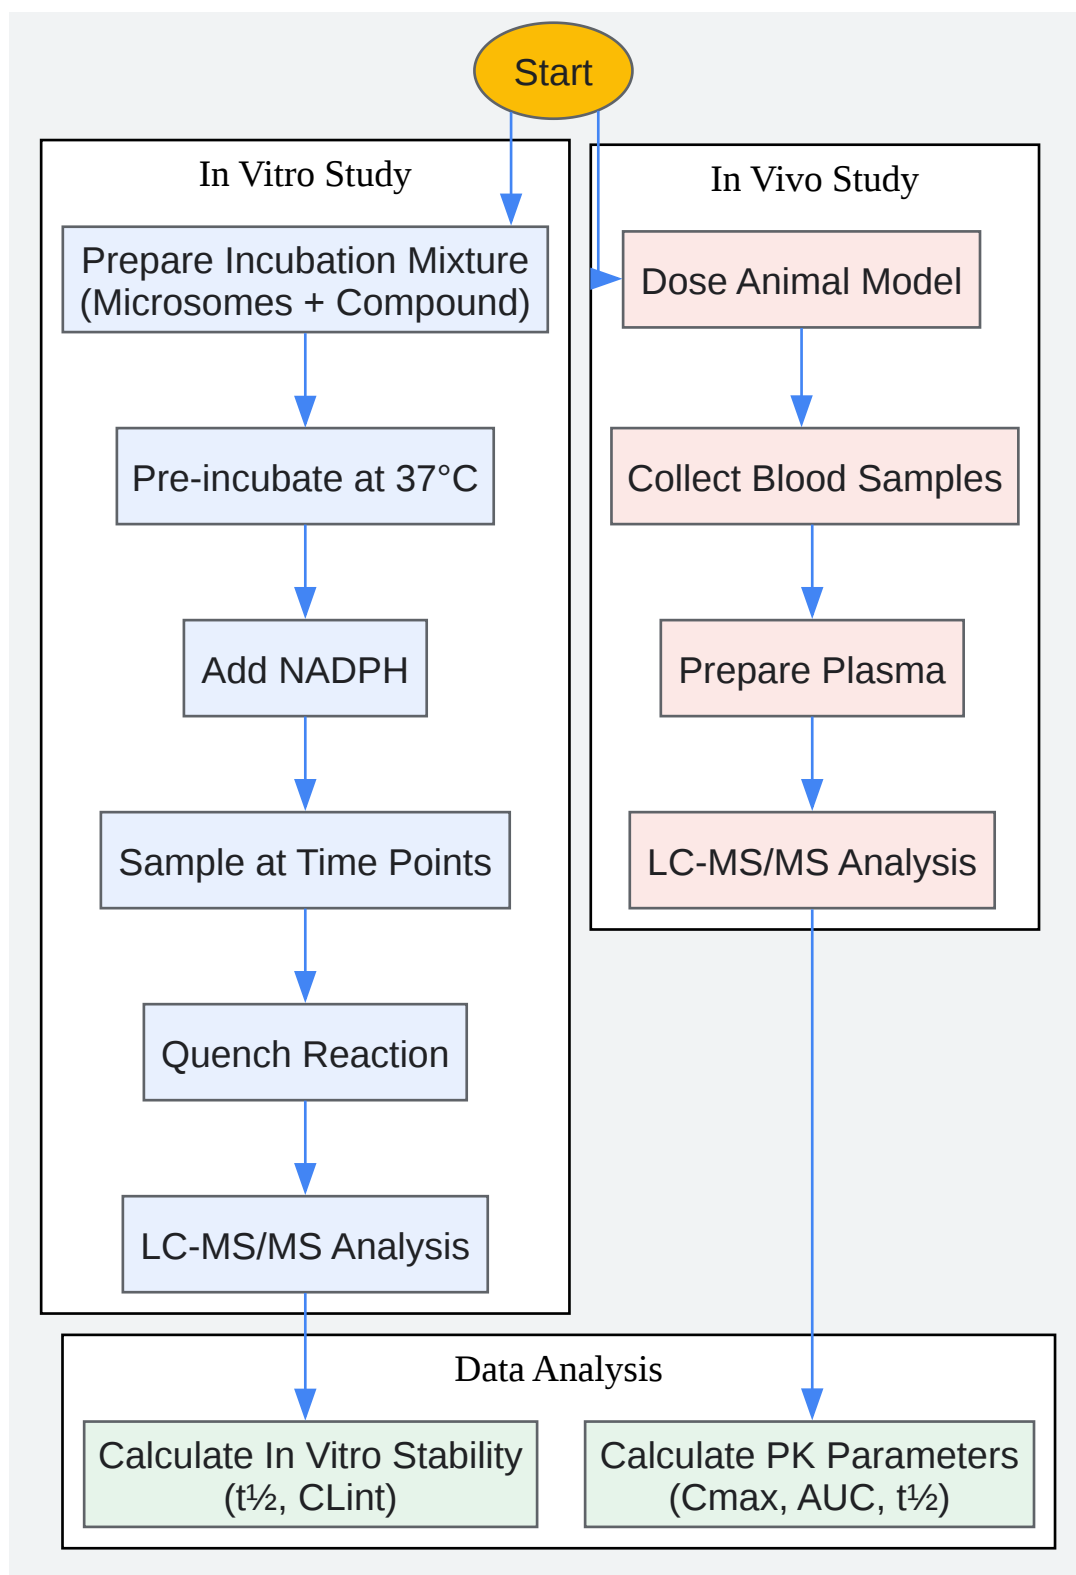 Start
In Vitro Study
Prepare Incubation Mixture
(Microsomes + Compound)
Pre-incubate at 37°C
Add NADPH
Sample at Time Points
Quench Reaction
LC-MS/MS Analysis
In Vivo Study
Dose Animal Model
Collect Blood Samples
Prepare Plasma
LC-MS/MS Analysis
Data Analysis
Calculate In Vitro Stability
(t½, CLint)
Calculate PK Parameters
(Cmax, AUC, t½)